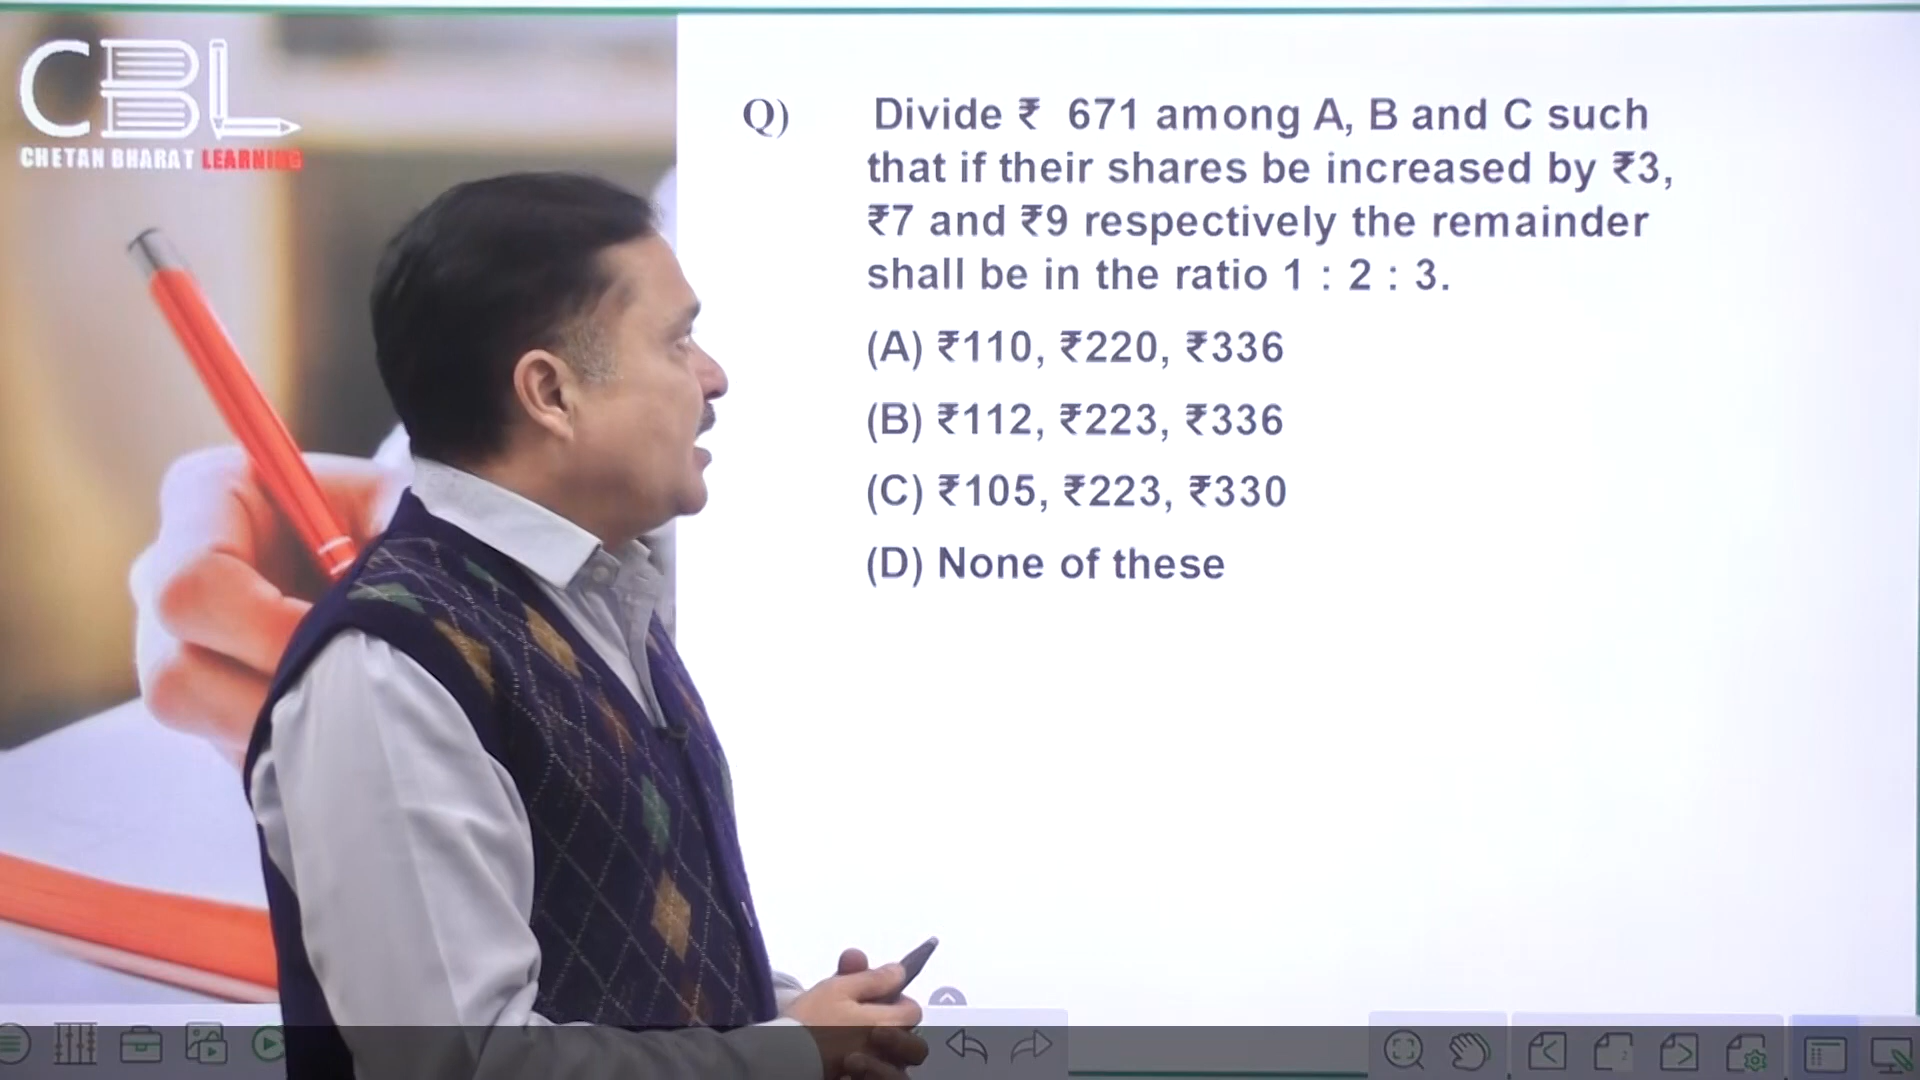 CBL
CHETAN BHARAT LEARNING
Q) Divide ₹ 671 among A, B and C such
that if their shares be increased by ₹3,
₹7 and ₹9 respectively the remainder
shall be in the ratio 1 : 2 : 3.
(A) ₹110, ₹220, ₹336
(B) ₹112, ₹223, ₹336
(C) ₹105, ₹223, ₹330
(D) None of these